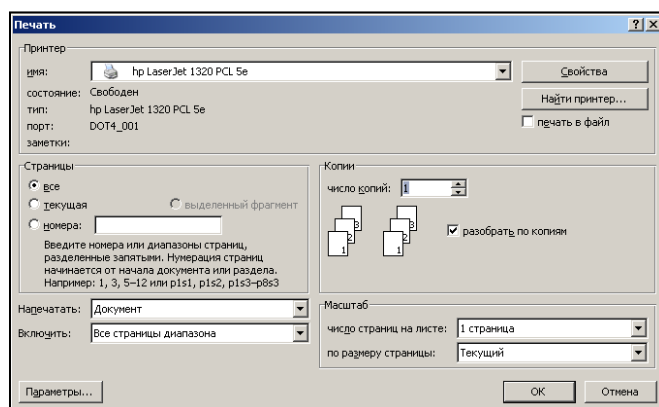 Печать
Принтер
имя: hp LaserJet 1320 PCL 5e
Свойства
состояние: Свободен
Найти принтер...
тип: hp LaserJet 1320 PCL 5e
порт: DOT4_001
печать в файл
заметки:
Страницы
все
текущая
выделенный фрагмент
номера:
Введите номера или диапазоны страниц,
разделенные запятыми. Нумерация страниц
начинается от начала документа или раздела.
Например: 1, 3, 5–12 или p1s1, p1s2, p1s3–p8s3
Копии
число копий: 1
3 3
2 2
1 1
разобрать по копиям
Напечатать: Документ
Включить: Все страницы диапазона
Масштаб
число страниц на листе: 1 страница
по размеру страницы: Текущий
Параметры...
ОК
Отмена